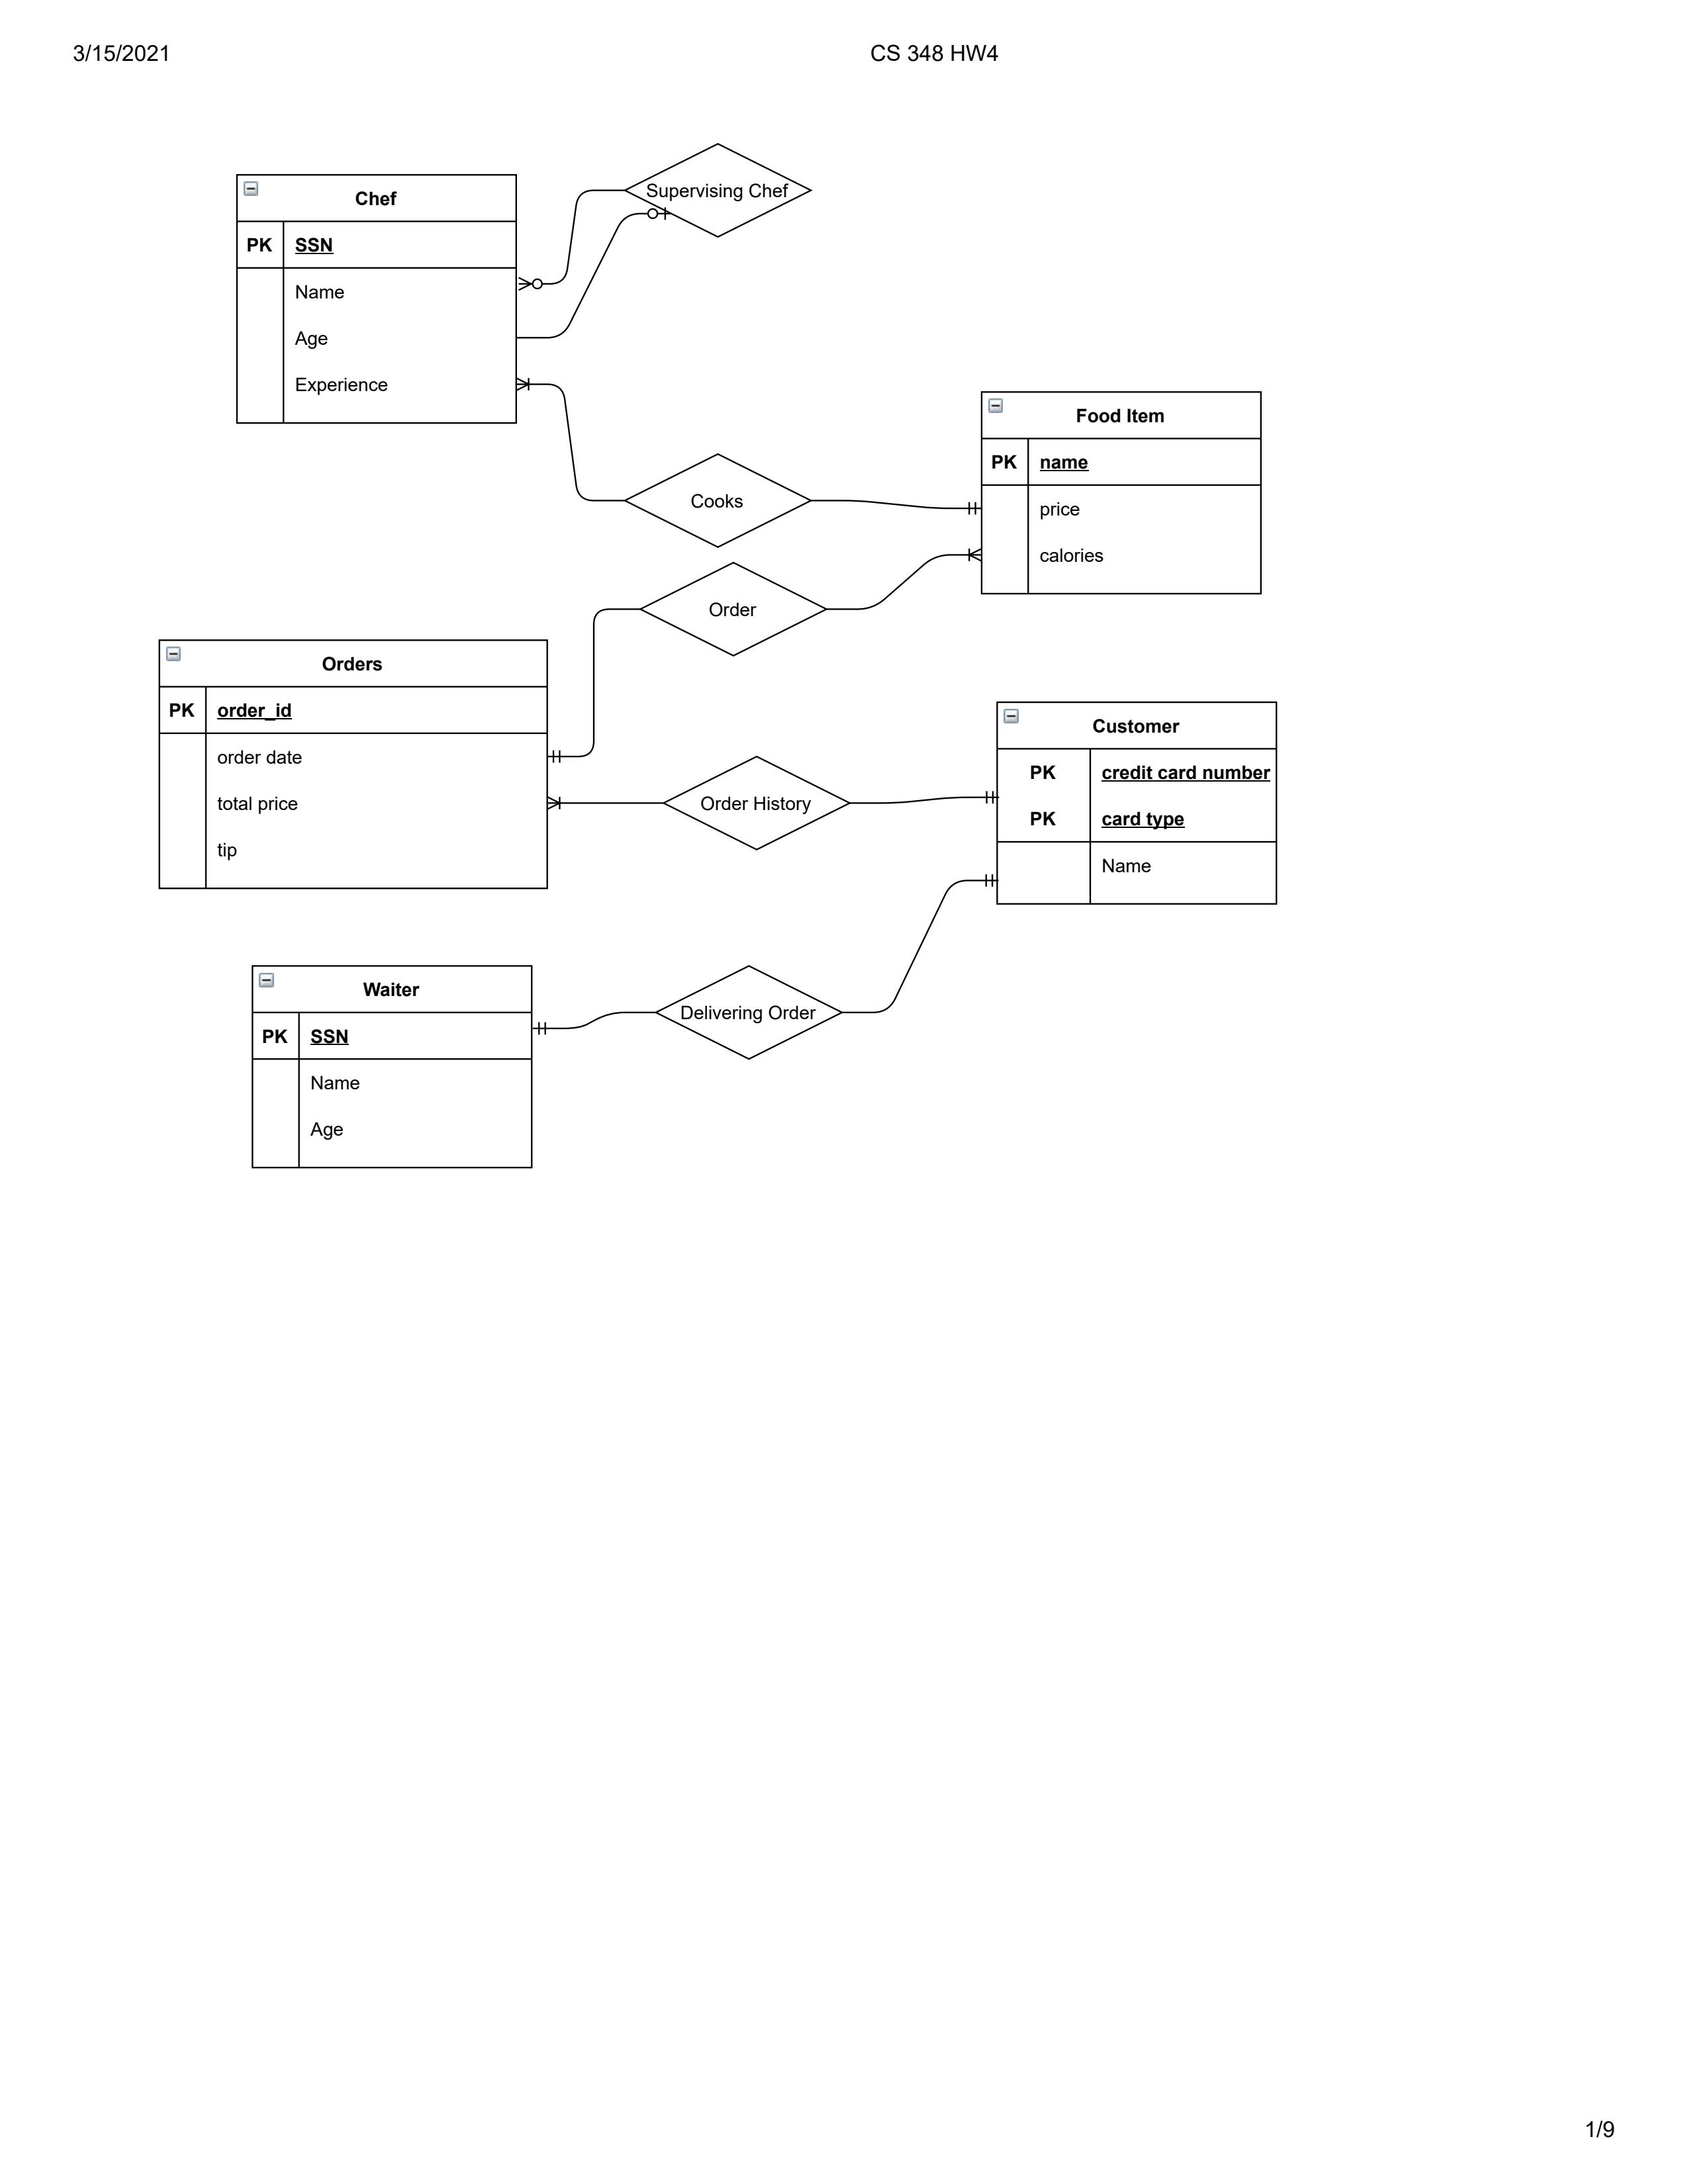 3/15/2021
CS 348 HW4
Chef
PK SSN
Name
Age
Experience
Supervising Chef
Cooks
Food Item
PK name
price
calories
Order
Orders
PK order_id
order date
total price
tip
Order History
Customer
PK credit card number
PK card type
Name
Waiter
PK SSN
Name
Age
Delivering Order
1/9